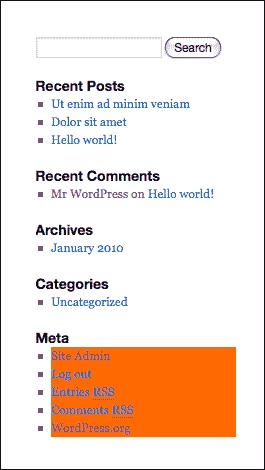 Search
Recent Posts
Ut enim ad minim veniam
Dolor sit amet
Hello world!
Recent Comments
Mr WordPress on Hello world!
Archives
January 2010
Categories
Uncategorized
Meta
Site Admin
Log out
Entries RSS
Comments RSS
WordPress.org